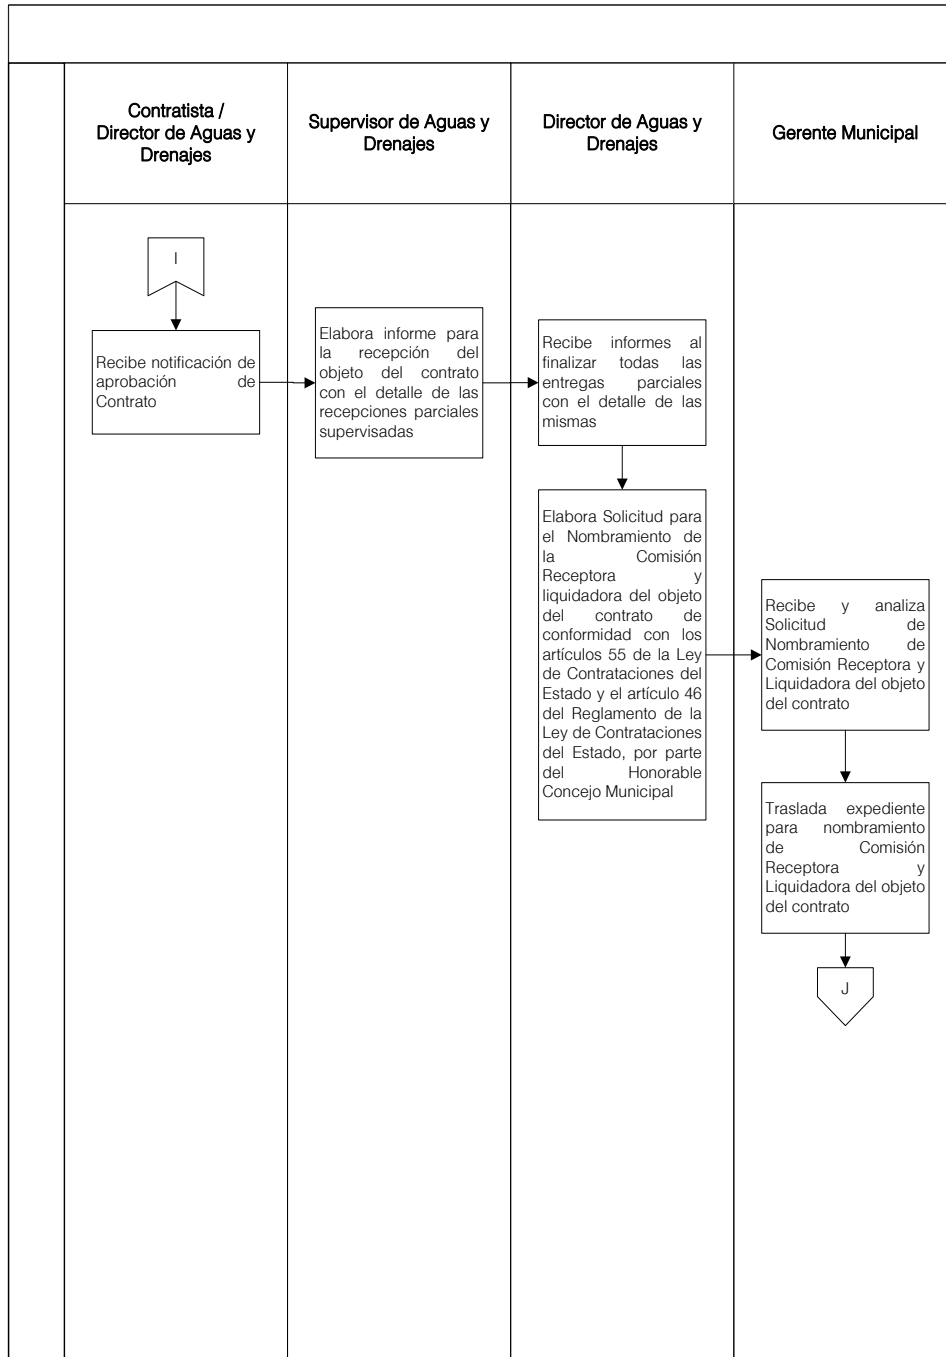 Contratista /
Director de Aguas y
Drenajes
Supervisor de Aguas y
Drenajes
Director de Aguas y
Drenajes
Gerente Municipal
I
Recibe notificación de
aprobación de
Contrato
Elabora informe para
la recepción del
objeto del contrato
con el detalle de las
recepciones parciales
supervisadas
Recibe informes al
finalizar todas las
entregas parciales
con el detalle de las
mismas
Elabora Solicitud para
el Nombramiento de
la Comisión
Receptora y
liquidadora del objeto
del contrato de
conformidad con los
artículos 55 de la Ley
de Contrataciones del
Estado y el artículo 46
del Reglamento de la
Ley de Contrataciones
del Estado, por parte
del Honorable
Concejo Municipal
Recibe y analiza
Solicitud de
Nombramiento de
Comisión Receptora y
Liquidadora del objeto
del contrato
Traslada expediente
para nombramiento
de Comisión
Receptora y
Liquidadora del objeto
del contrato
J